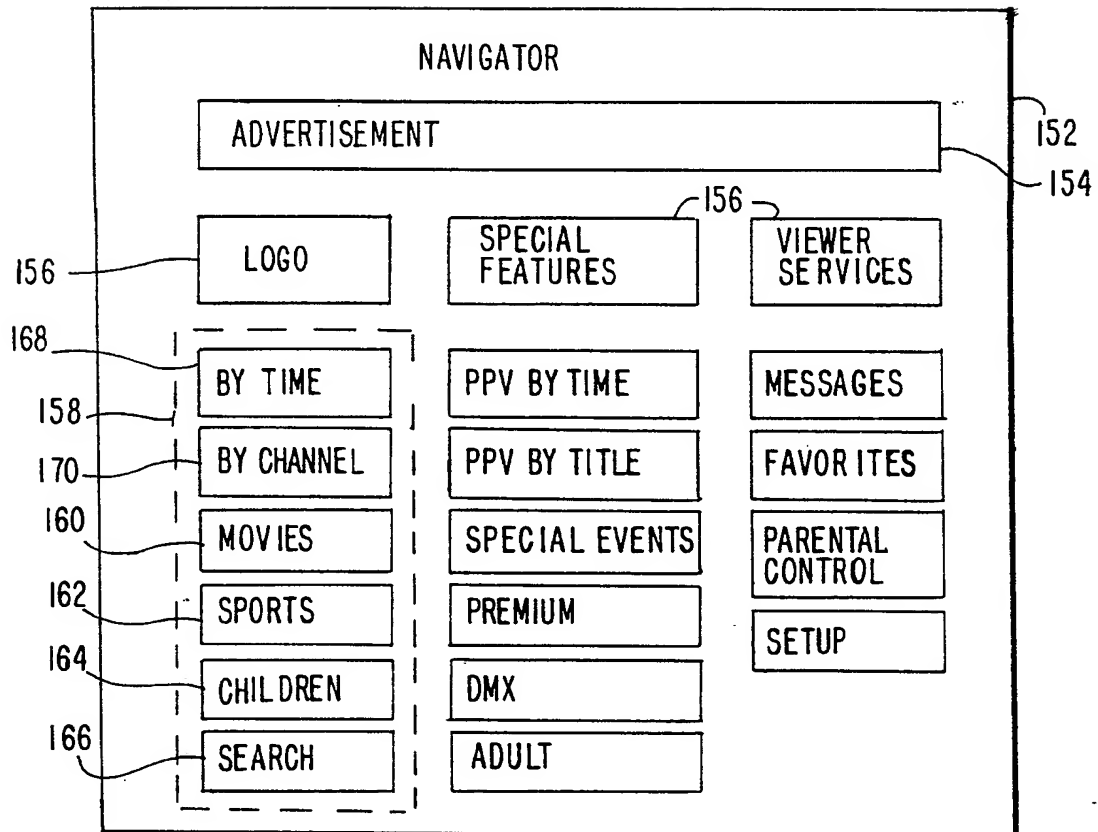 NAVIGATOR
ADVERTISEMENT
152
154
156
156
LOGO
SPECIAL
FEATURES
VIEWER
SERVICES
168
158
170
160
162
164
166
BY TIME
BY CHANNEL
MOVIES
SPORTS
CHILDREN
SEARCH
PPV BY TIME
PPV BY TITLE
SPECIAL EVENTS
PREMIUM
DMX
ADULT
MESSAGES
FAVORITES
PARENTAL
CONTROL
SETUP